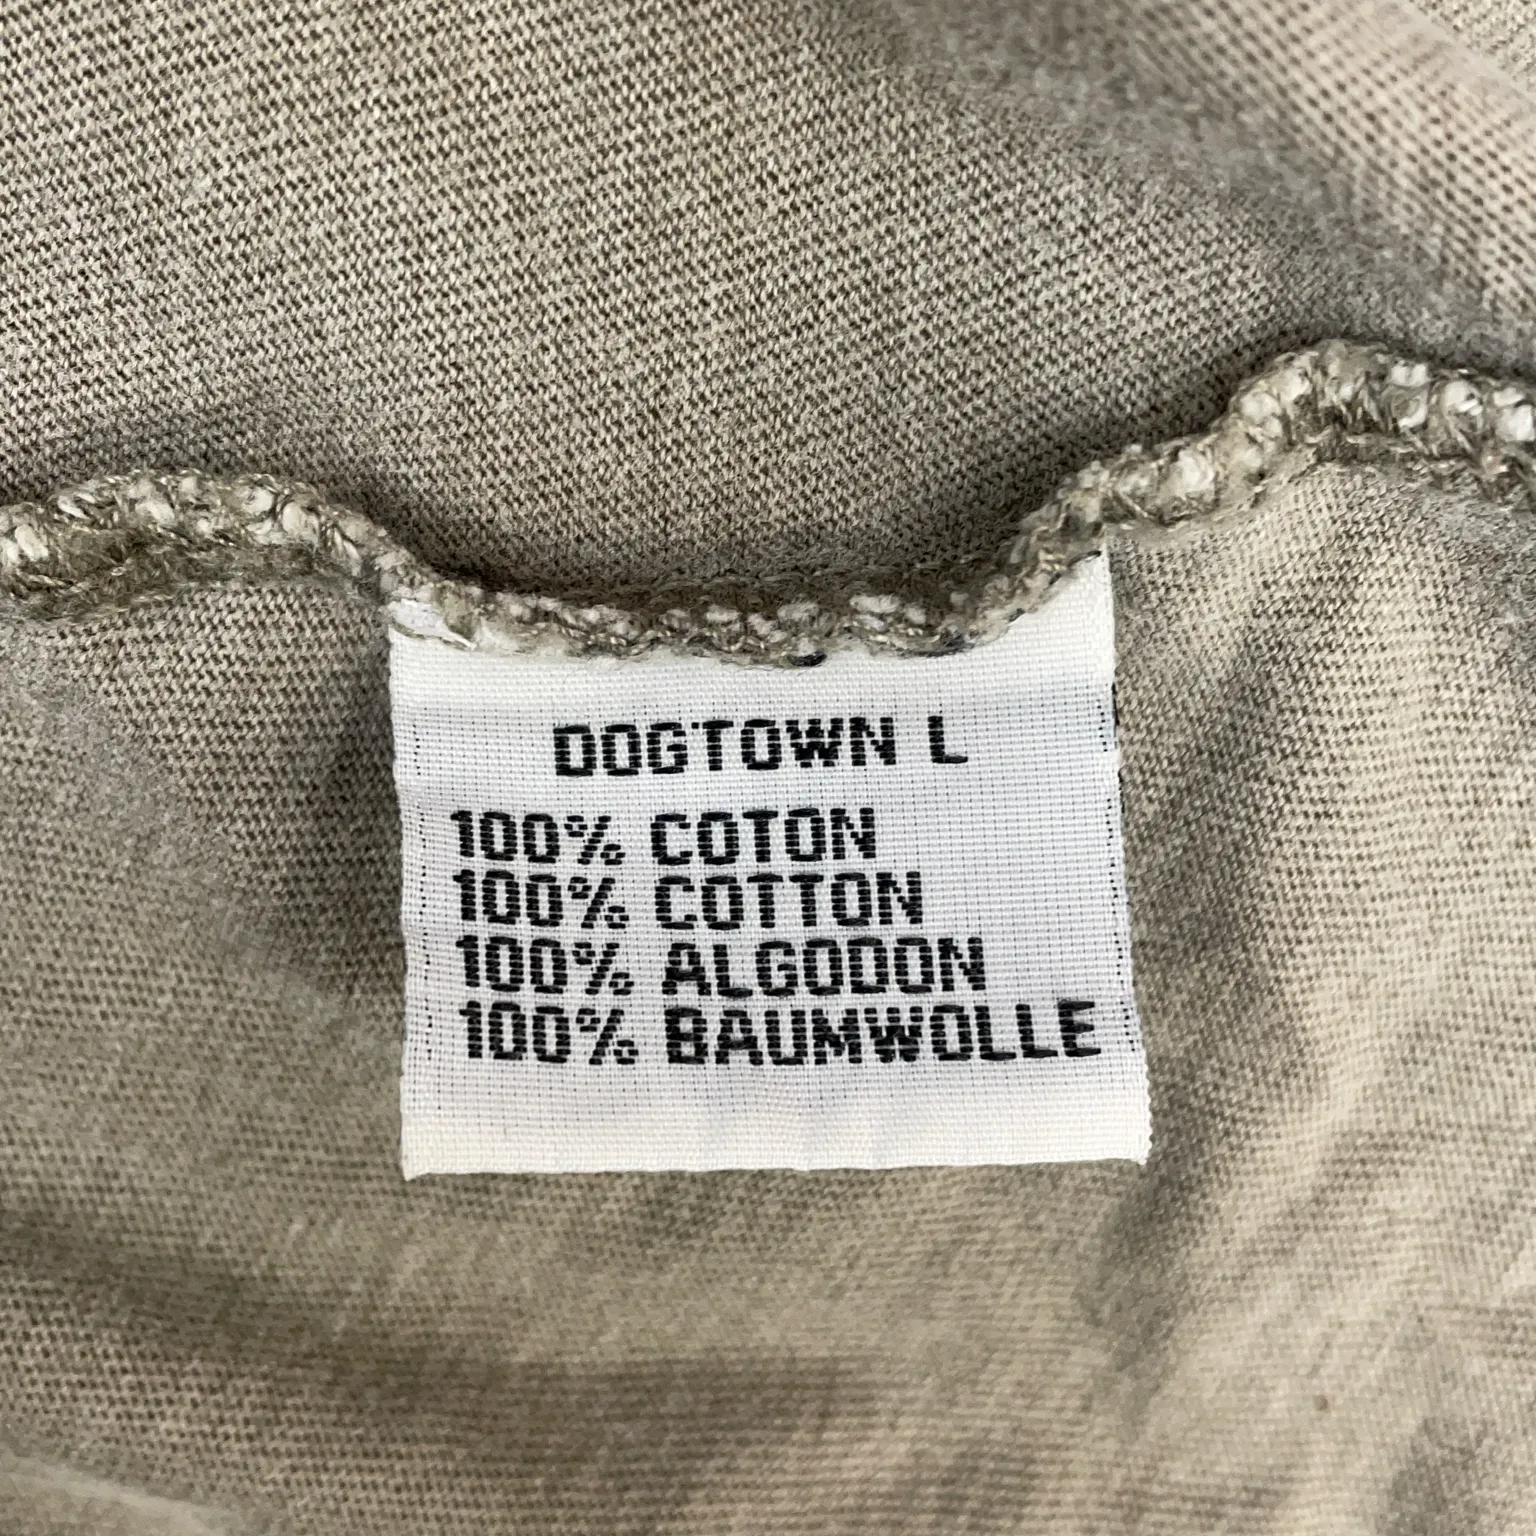 DOGTOWN L
100% COTON
100% COTTON
100% ALGODON
100% BAUMWOLLE